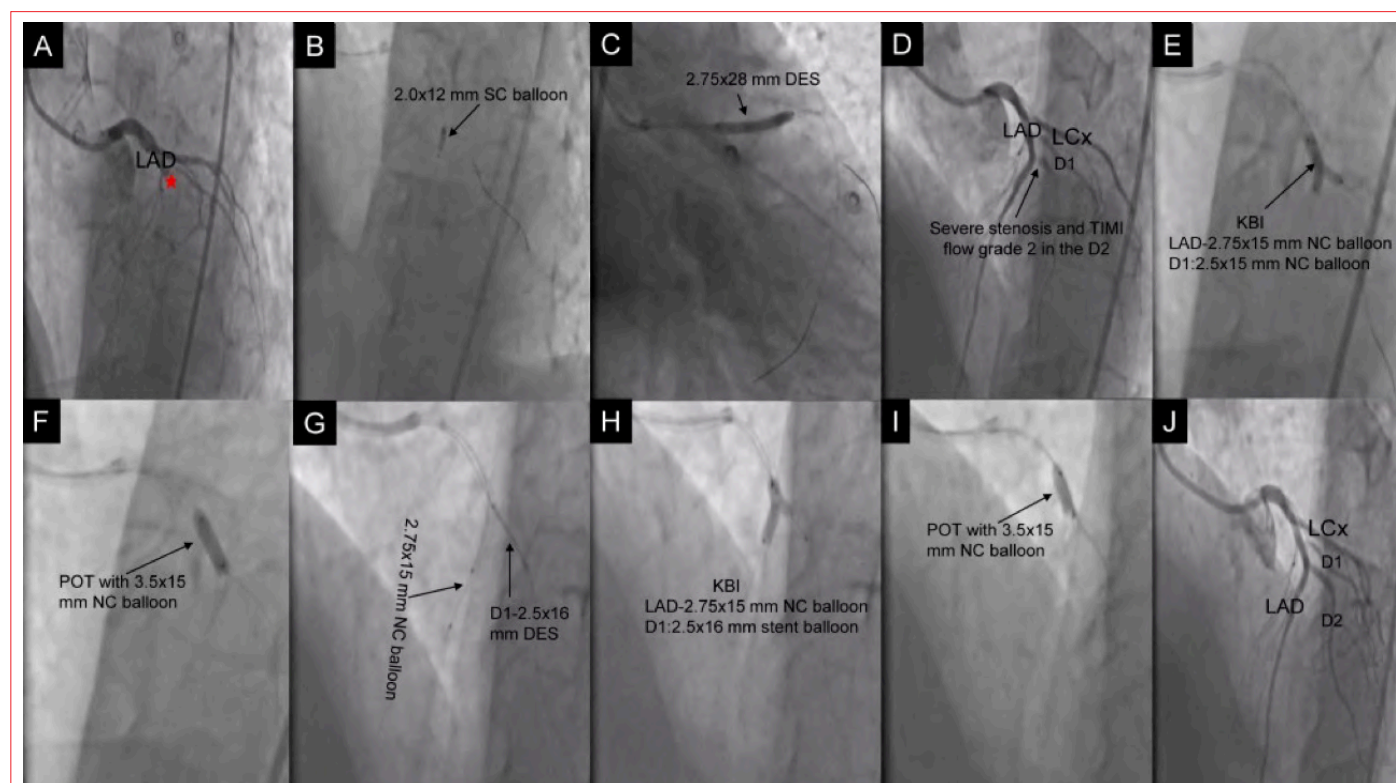 A
LAD
B
2.0x12 mm SC balloon
C
2.75x28 mm DES
D
LAD
LCx
D1
Severe stenosis and TIMI
flow grade 2 in the D2
E
KBI
LAD-2.75x15 mm NC balloon
D1:2.5x15 mm NC balloon
F
POT with 3.5x15
mm NC balloon
G
2.75x15 mm NC balloon
D1-2.5x16
mm DES
H
KBI
LAD-2.75x15 mm NC balloon
D1:2.5x16 mm stent balloon
I
POT with 3.5x15
mm NC balloon
J
LCx
D1
LAD
D2